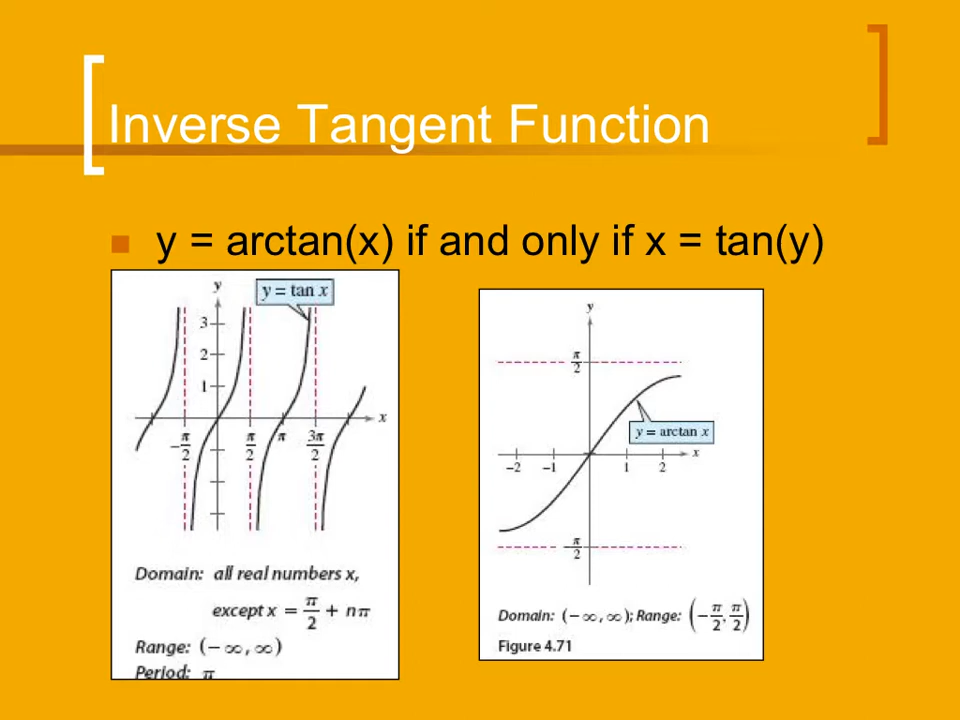 Inverse Tangent Function
y = arctan(x) if and only if x = tan(y)
y
y = tan x
3
2
1
x
−π/2 π/2 π 3π/2
Domain: all real numbers x,
except x = π/2 + nπ
Range: (−∞, ∞)
Period: π
y
π/2
y = arctan x
−2 −1 1 2 x
−π/2
Domain: (−∞, ∞); Range: (−π/2, π/2)
Figure 4.71